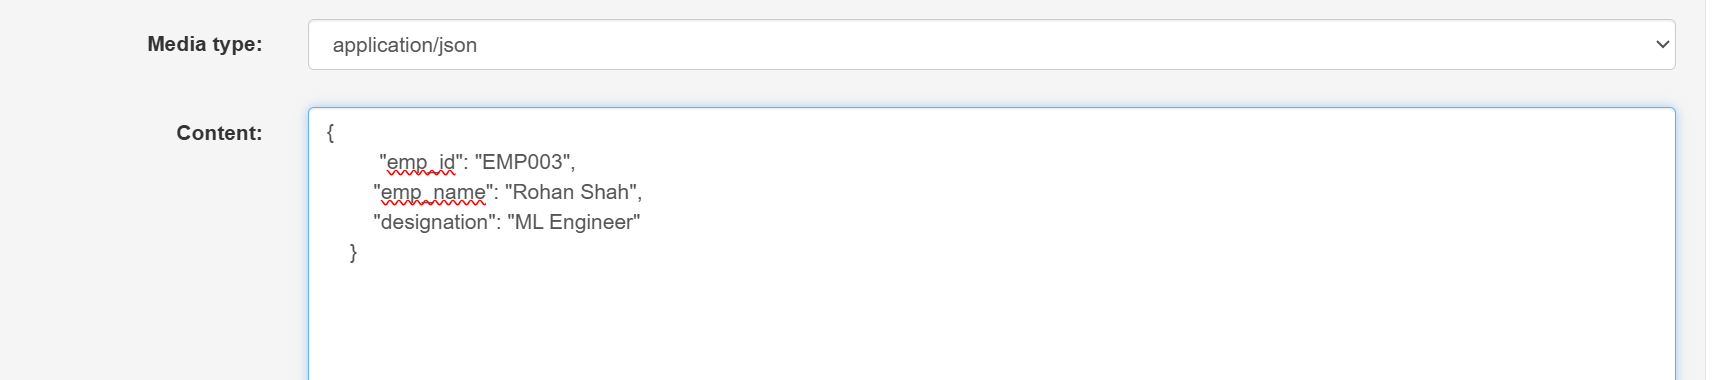 Media type:
application/json
Content:
{
"emp_id": "EMP003",
"emp_name": "Rohan Shah",
"designation": "ML Engineer"
}